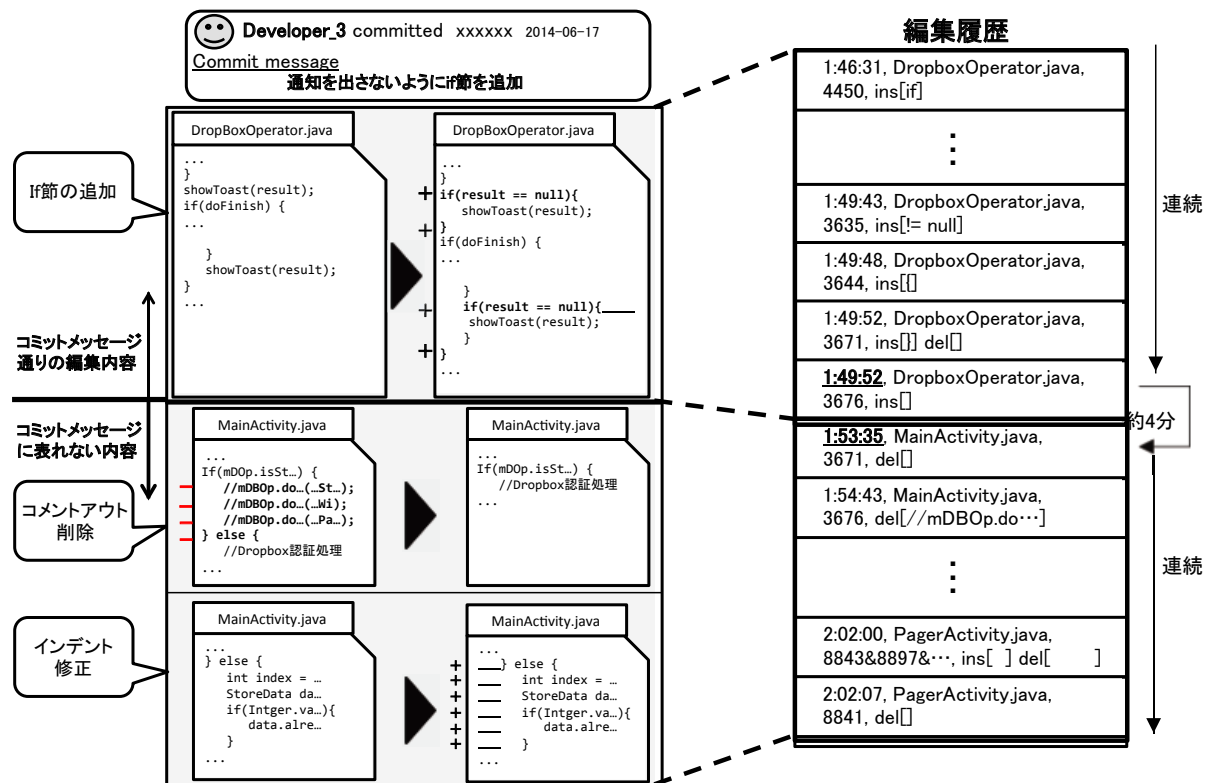 Developer_3 committed xxxxxx 2014-06-17
Commit message
通知を出さないようにif節を追加
If節の追加
コミットメッセージ
通りの編集内容
コミットメッセージ
に表れない内容
コメントアウト
削除
インデント
修正
DropBoxOperator.java
...
}
showToast(result);
if(doFinish) {
...
}
showToast(result);
}
...
DropBoxOperator.java
...
}
+ if(result == null){
showToast(result);
+ }
if(doFinish) {
...
}
+ if(result == null){
showToast(result);
}
+ }
...
MainActivity.java
...
If(mDOp.isSt…) {
//mDBOp.do…(…St…);
//mDBOp.do…(…Wi);
//mDBOp.do…(…Pa…);
} else {
//Dropbox認証処理
...
MainActivity.java
...
If(mDOp.isSt…) {
//Dropbox認証処理
...
MainActivity.java
...
} else {
int index = …
StoreData da…
if(Intger.va…){
data.alre…
}
...
MainActivity.java
...
+ } else {
+ int index = …
+ StoreData da…
+ if(Intger.va…){
+ data.alre…
+ }
...
編集履歴
1:46:31, DropboxOperator.java,
4450, ins[if]
⋮
1:49:43, DropboxOperator.java,
3635, ins[!= null]
1:49:48, DropboxOperator.java,
3644, ins[{]
1:49:52, DropboxOperator.java,
3671, ins[}] del[]
1:49:52, DropboxOperator.java,
3676, ins[]
1:53:35, MainActivity.java,
3671, del[]
1:54:43, MainActivity.java,
3676, del[//mDBOp.do…]
⋮
2:02:00, PagerActivity.java,
8843&8897&…, ins[ ] del[ ]
2:02:07, PagerActivity.java,
8841, del[]
連続
約4分
連続